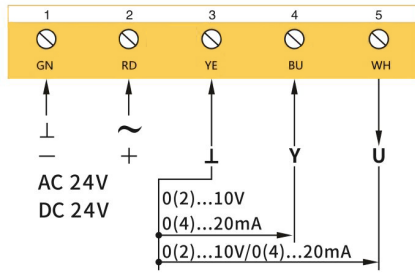 1 2 3 4 5
GN RD YE BU WH
⊥ ~ ⊥ Y U
— +
AC 24V
DC 24V
0(2)...10V
0(4)...20mA
0(2)...10V/0(4)...20mA